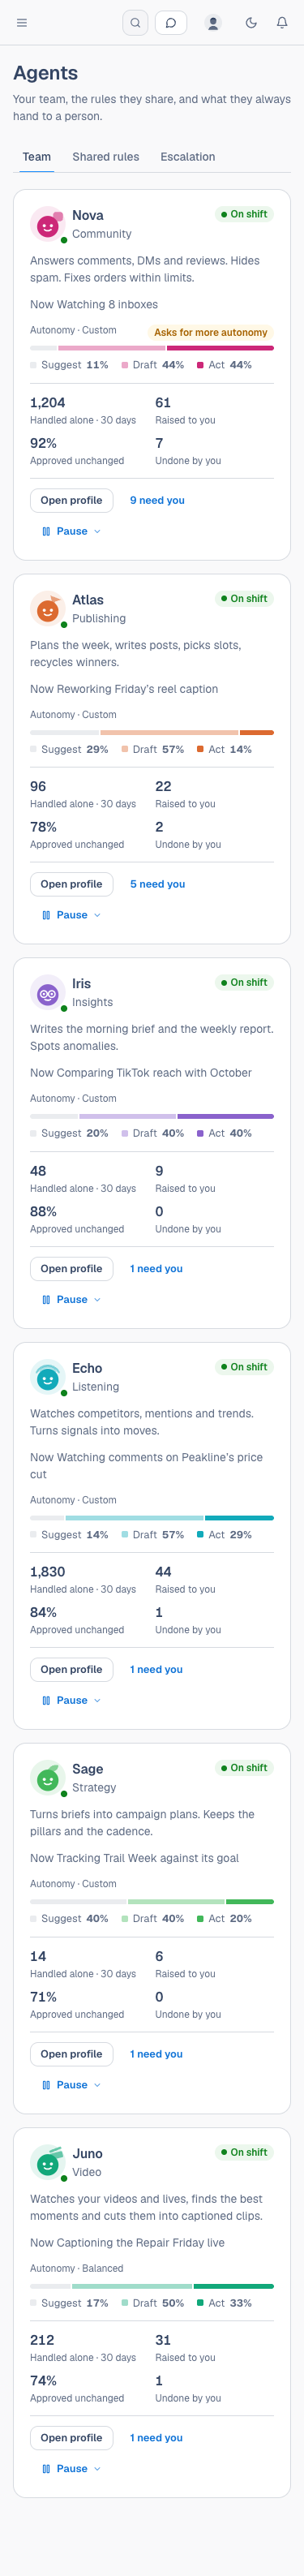 Agents
Your team, the rules they share, and what they always
hand to a person.
Team Shared rules Escalation
Nova On shift
Community
Answers comments, DMs and reviews. Hides
spam. Fixes orders within limits.
Now Watching 8 inboxes
Autonomy · Custom Asks for more autonomy
Suggest 11% Draft 44% Act 44%
1,204 61
Handled alone · 30 days Raised to you
92% 7
Approved unchanged Undone by you
Open profile 9 need you
Pause
Atlas On shift
Publishing
Plans the week, writes posts, picks slots,
recycles winners.
Now Reworking Friday's reel caption
Autonomy · Custom
Suggest 29% Draft 57% Act 14%
96 22
Handled alone · 30 days Raised to you
78% 2
Approved unchanged Undone by you
Open profile 5 need you
Pause
Iris On shift
Insights
Writes the morning brief and the weekly report.
Spots anomalies.
Now Comparing TikTok reach with October
Autonomy · Custom
Suggest 20% Draft 40% Act 40%
48 9
Handled alone · 30 days Raised to you
88% 0
Approved unchanged Undone by you
Open profile 1 need you
Pause
Echo On shift
Listening
Watches competitors, mentions and trends.
Turns signals into moves.
Now Watching comments on Peakline's price
cut
Autonomy · Custom
Suggest 14% Draft 57% Act 29%
1,830 44
Handled alone · 30 days Raised to you
84% 1
Approved unchanged Undone by you
Open profile 1 need you
Pause
Sage On shift
Strategy
Turns briefs into campaign plans. Keeps the
pillars and the cadence.
Now Tracking Trail Week against its goal
Autonomy · Custom
Suggest 40% Draft 40% Act 20%
14 6
Handled alone · 30 days Raised to you
71% 0
Approved unchanged Undone by you
Open profile 1 need you
Pause
Juno On shift
Video
Watches your videos and lives, finds the best
moments and cuts them into captioned clips.
Now Captioning the Repair Friday live
Autonomy · Balanced
Suggest 17% Draft 50% Act 33%
212 31
Handled alone · 30 days Raised to you
74% 1
Approved unchanged Undone by you
Open profile 1 need you
Pause